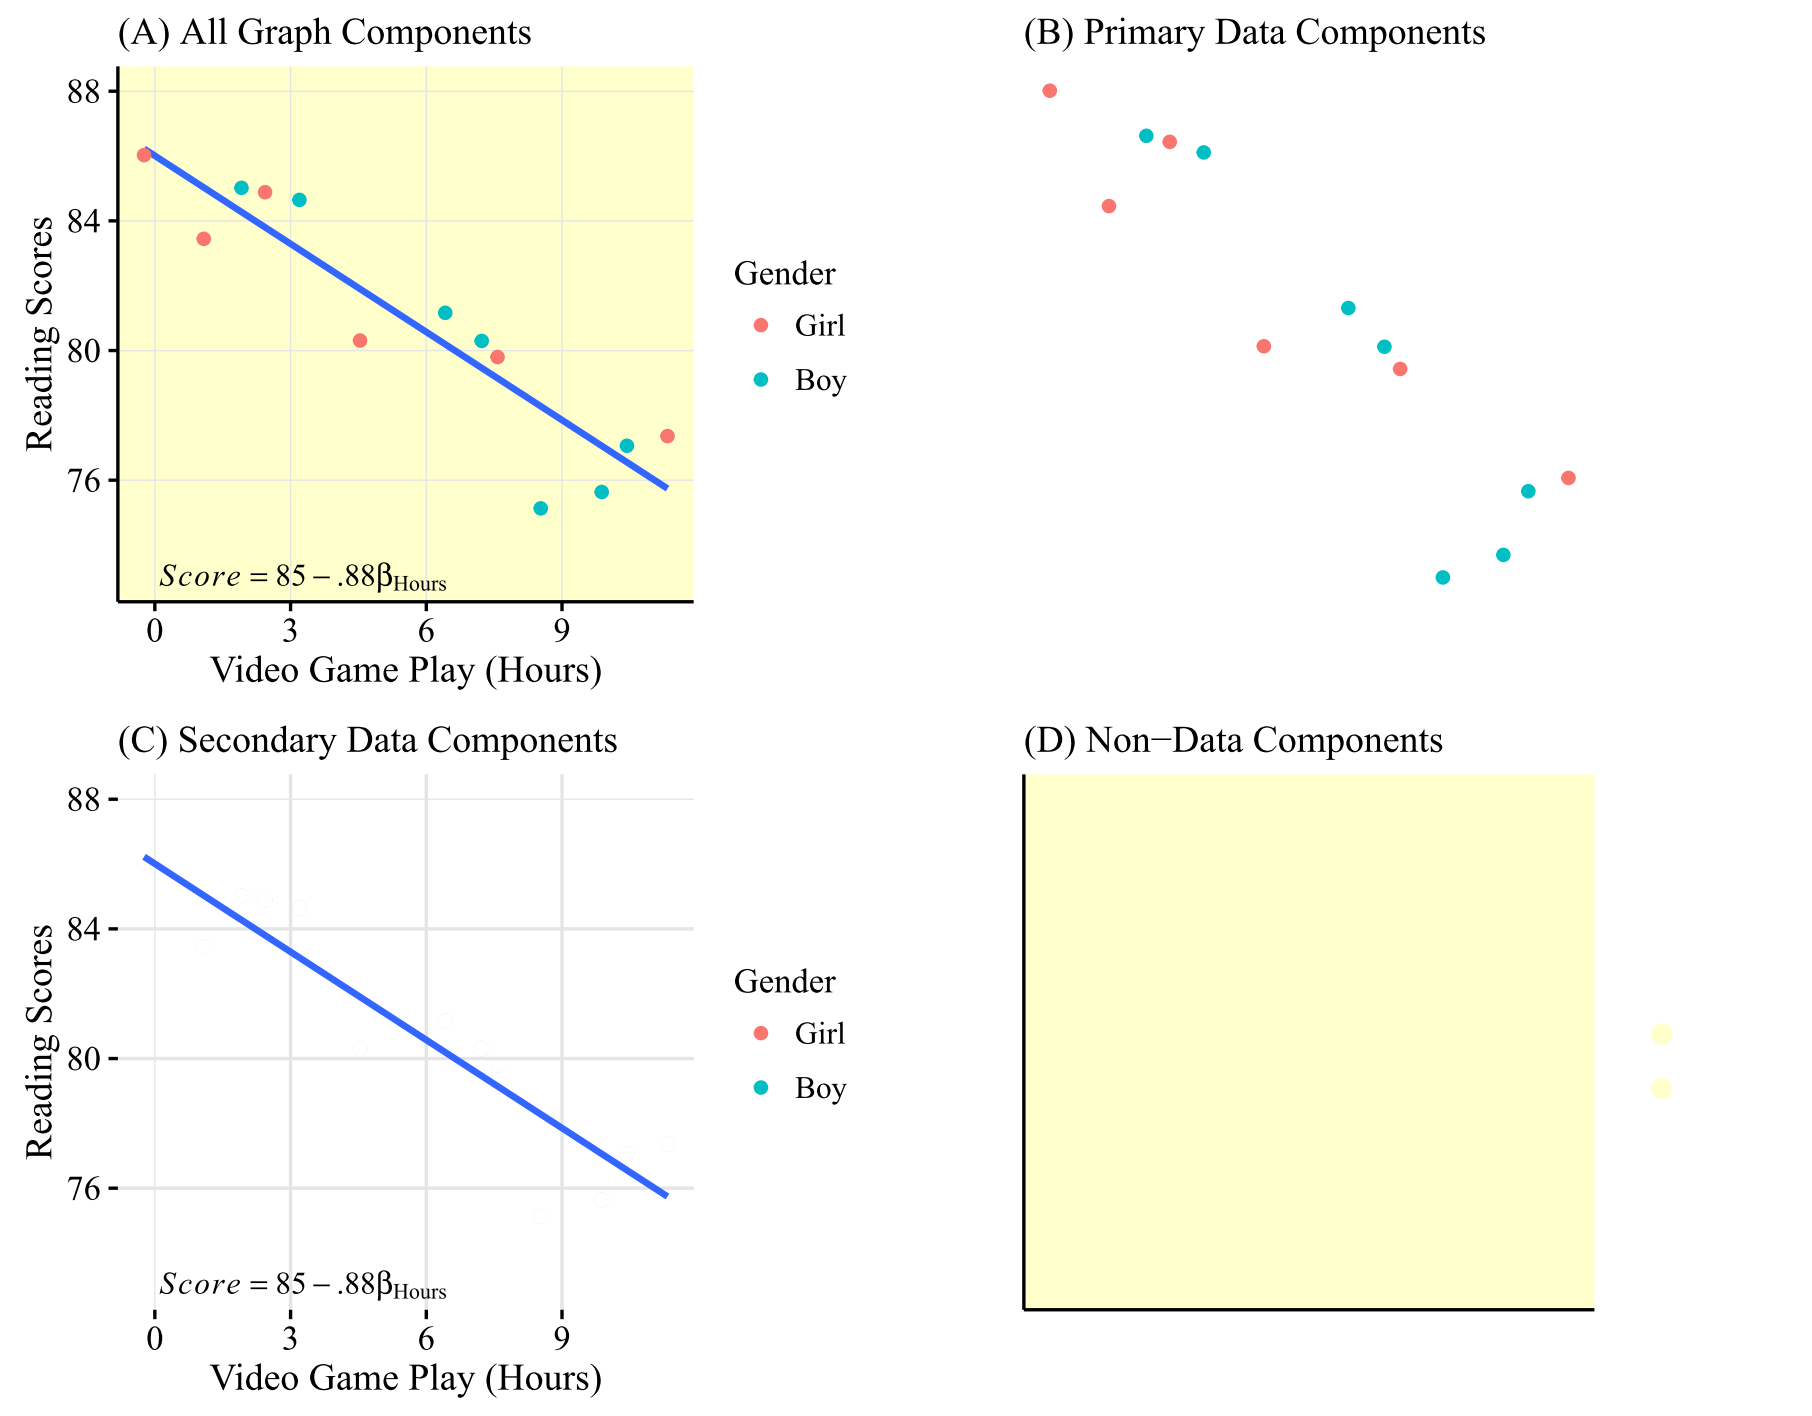 (A) All Graph Components
88
84
80
76
Reading Scores
Score = 85 − .88βHours
0 3 6 9
Video Game Play (Hours)
Gender
Girl
Boy
(B) Primary Data Components
(C) Secondary Data Components
88
84
80
76
Reading Scores
Score = 85 − .88βHours
0 3 6 9
Video Game Play (Hours)
Gender
Girl
Boy
(D) Non−Data Components